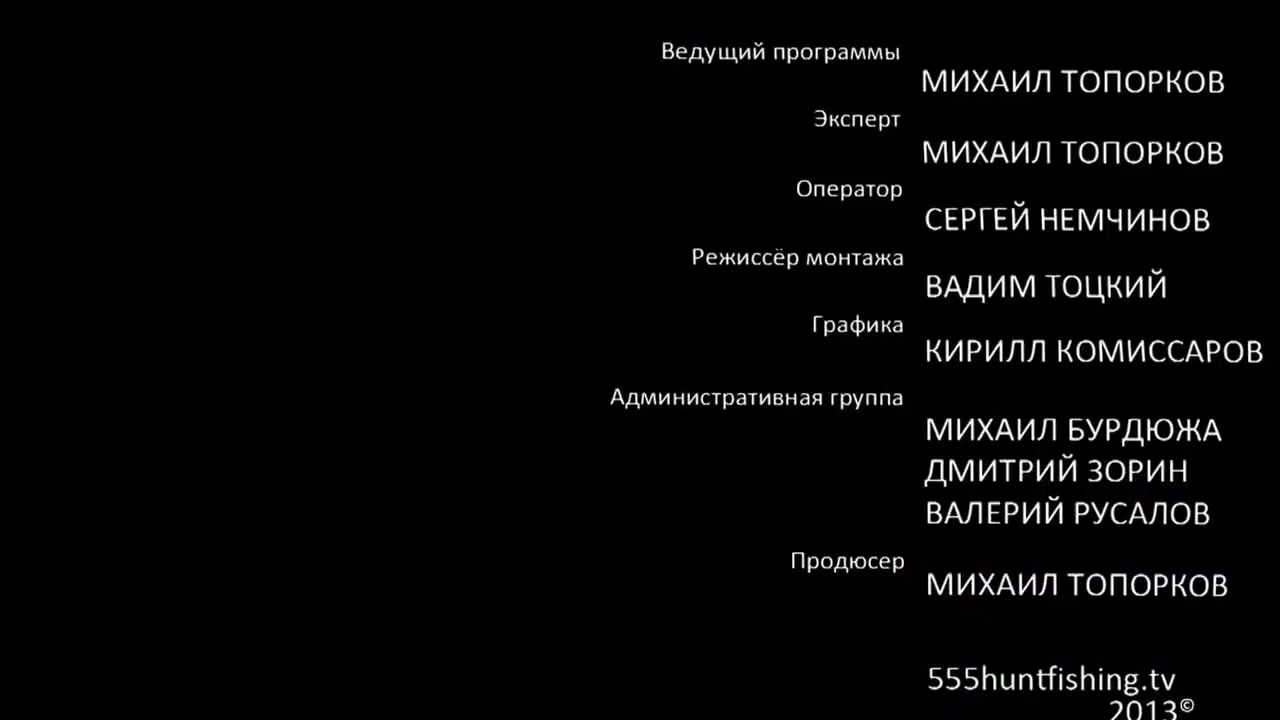 Ведущий программы
МИХАИЛ ТОПОРКОВ
Эксперт
МИХАИЛ ТОПОРКОВ
Оператор
СЕРГЕЙ НЕМЧИНОВ
Режиссёр монтажа
ВАДИМ ТОЦКИЙ
Графика
КИРИЛЛ КОМИССАРОВ
Административная группа
МИХАИЛ БУРДЮЖА
ДМИТРИЙ ЗОРИН
ВАЛЕРИЙ РУСАЛОВ
Продюсер
МИХАИЛ ТОПОРКОВ
555huntfishing.tv
2013©